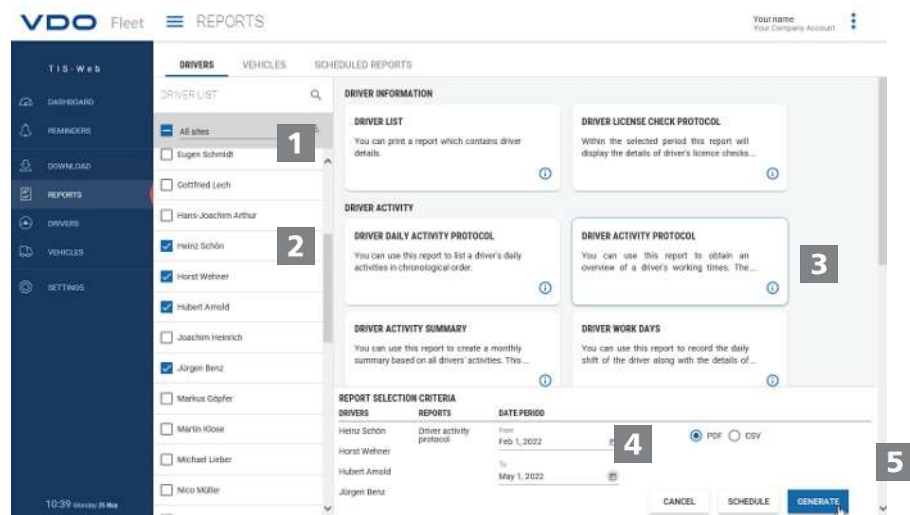 VDO Fleet
REPORTS
Your name
Your Company Account
TIS-Web
DASHBOARD
REMINDERS
DOWNLOAD
REPORTS
DRIVERS
VEHICLES
SETTINGS
10:39 Monday 25 May
DRIVERS VEHICLES SCHEDULED REPORTS
DRIVER LIST
All sites
1
Eugen Schmidt
Gottfried Lech
Hans-Joachim Arthur
Heinz Schön
2
Horst Wehner
Hubert Arnold
Joachim Heinrich
Jürgen Benz
Markus Göpfer
Martin Klose
Michael Lieber
Nico Müller
DRIVER INFORMATION
DRIVER LIST
You can print a report which contains driver
details.
DRIVER LICENSE CHECK PROTOCOL
Within the selected period this report will
display the details of driver's licence checks...
DRIVER ACTIVITY
DRIVER DAILY ACTIVITY PROTOCOL
You can use this report to list a driver's daily
activities in chronological order.
DRIVER ACTIVITY PROTOCOL
You can use this report to obtain an
overview of a driver's working times. The...
3
DRIVER ACTIVITY SUMMARY
You can use this report to create a monthly
summary based on all drivers' activities. This...
DRIVER WORK DAYS
You can use this report to record the daily
shift of the driver along with the details of...
REPORT SELECTION CRITERIA
DRIVERS REPORTS DATE PERIOD
Heinz Schön
Horst Wehner
Hubert Arnold
Jürgen Benz
Driver activity
protocol
From
Feb 1, 2022
To
May 1, 2022
4
PDF CSV
5
CANCEL SCHEDULE GENERATE